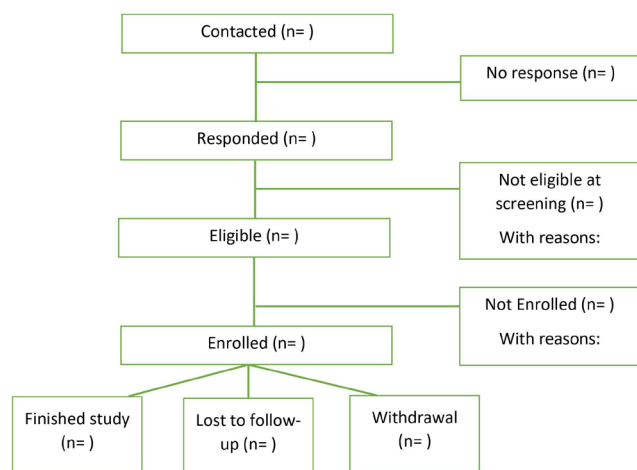 Contacted (n= )
No response (n= )
Responded (n= )
Not eligible at
screening (n= )
With reasons:
Eligible (n= )
Not Enrolled (n= )
With reasons:
Enrolled (n= )
Finished study
(n= )
Lost to follow-
up (n= )
Withdrawal
(n= )